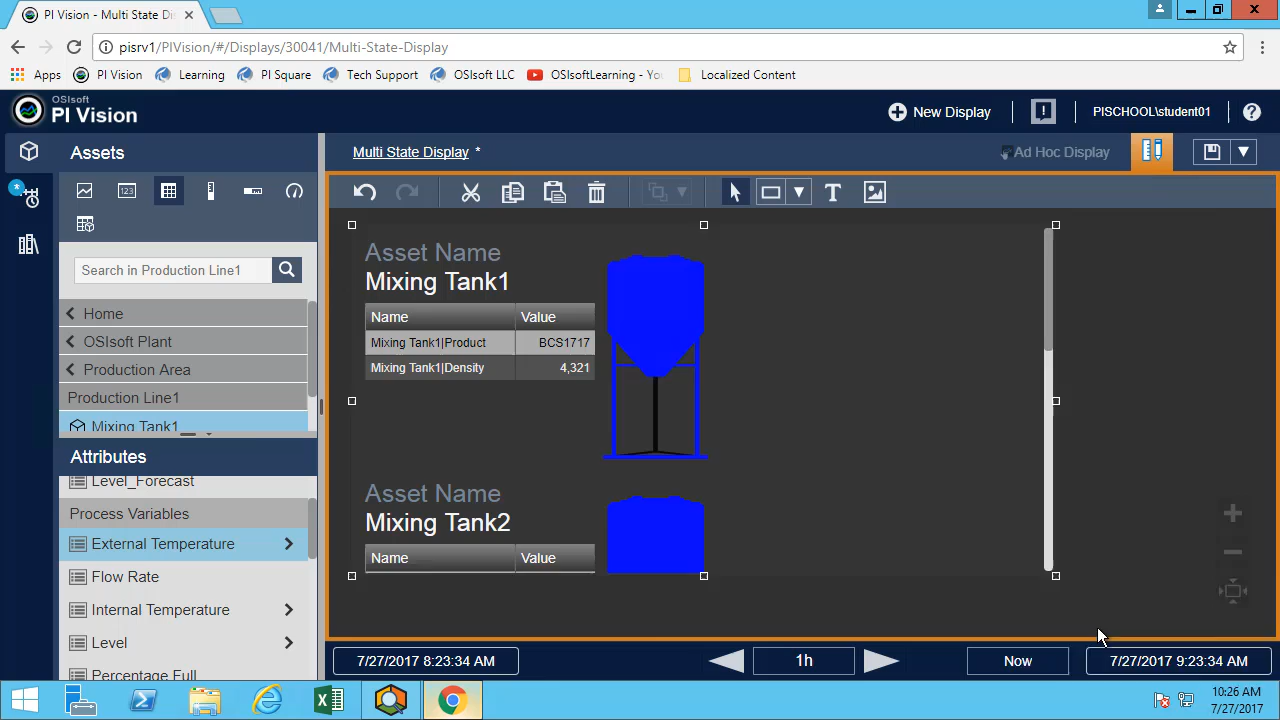 PI Vision - Multi State Dis
pisrv1/PIVision/#/Displays/30041/Multi-State-Display
Apps PI Vision Learning PI Square Tech Support OSIsoft LLC OSIsoftLearning - You Localized Content
OSIsoft
PI Vision
New Display
PISCHOOL\student01
Assets
Multi State Display *
Ad Hoc Display
Search in Production Line1
Home
OSIsoft Plant
Production Area
Production Line1
Mixing Tank1
Attributes
Level_Forecast
Process Variables
External Temperature
Flow Rate
Internal Temperature
Level
Percentage Full
Asset Name
Mixing Tank1
Name Value
Mixing Tank1|Product BCS1717
Mixing Tank1|Density 4,321
Asset Name
Mixing Tank2
Name Value
7/27/2017 8:23:34 AM
1h
Now
7/27/2017 9:23:34 AM
10:26 AM
7/27/2017